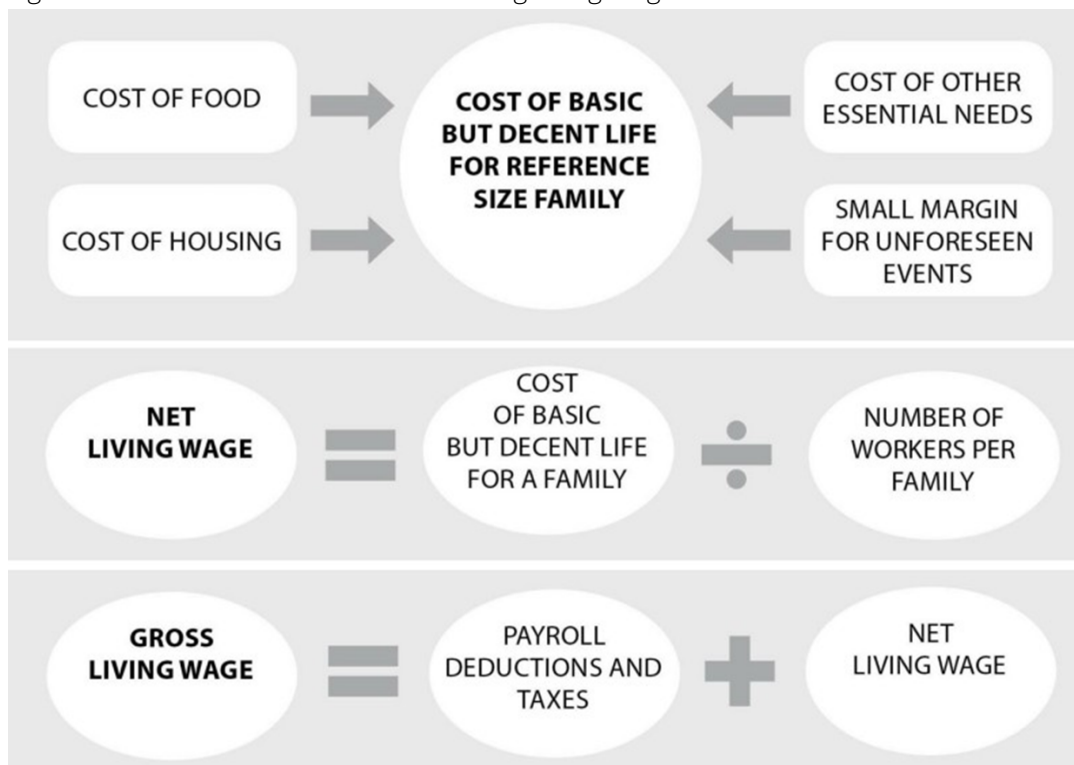 COST OF FOOD
COST OF HOUSING
COST OF BASIC
BUT DECENT LIFE
FOR REFERENCE
SIZE FAMILY
COST OF OTHER
ESSENTIAL NEEDS
SMALL MARGIN
FOR UNFORESEEN
EVENTS
NET
LIVING WAGE
=
COST
OF BASIC
BUT DECENT LIFE
FOR A FAMILY
÷
NUMBER OF
WORKERS PER
FAMILY
GROSS
LIVING WAGE
=
PAYROLL
DEDUCTIONS AND
TAXES
+
NET
LIVING WAGE